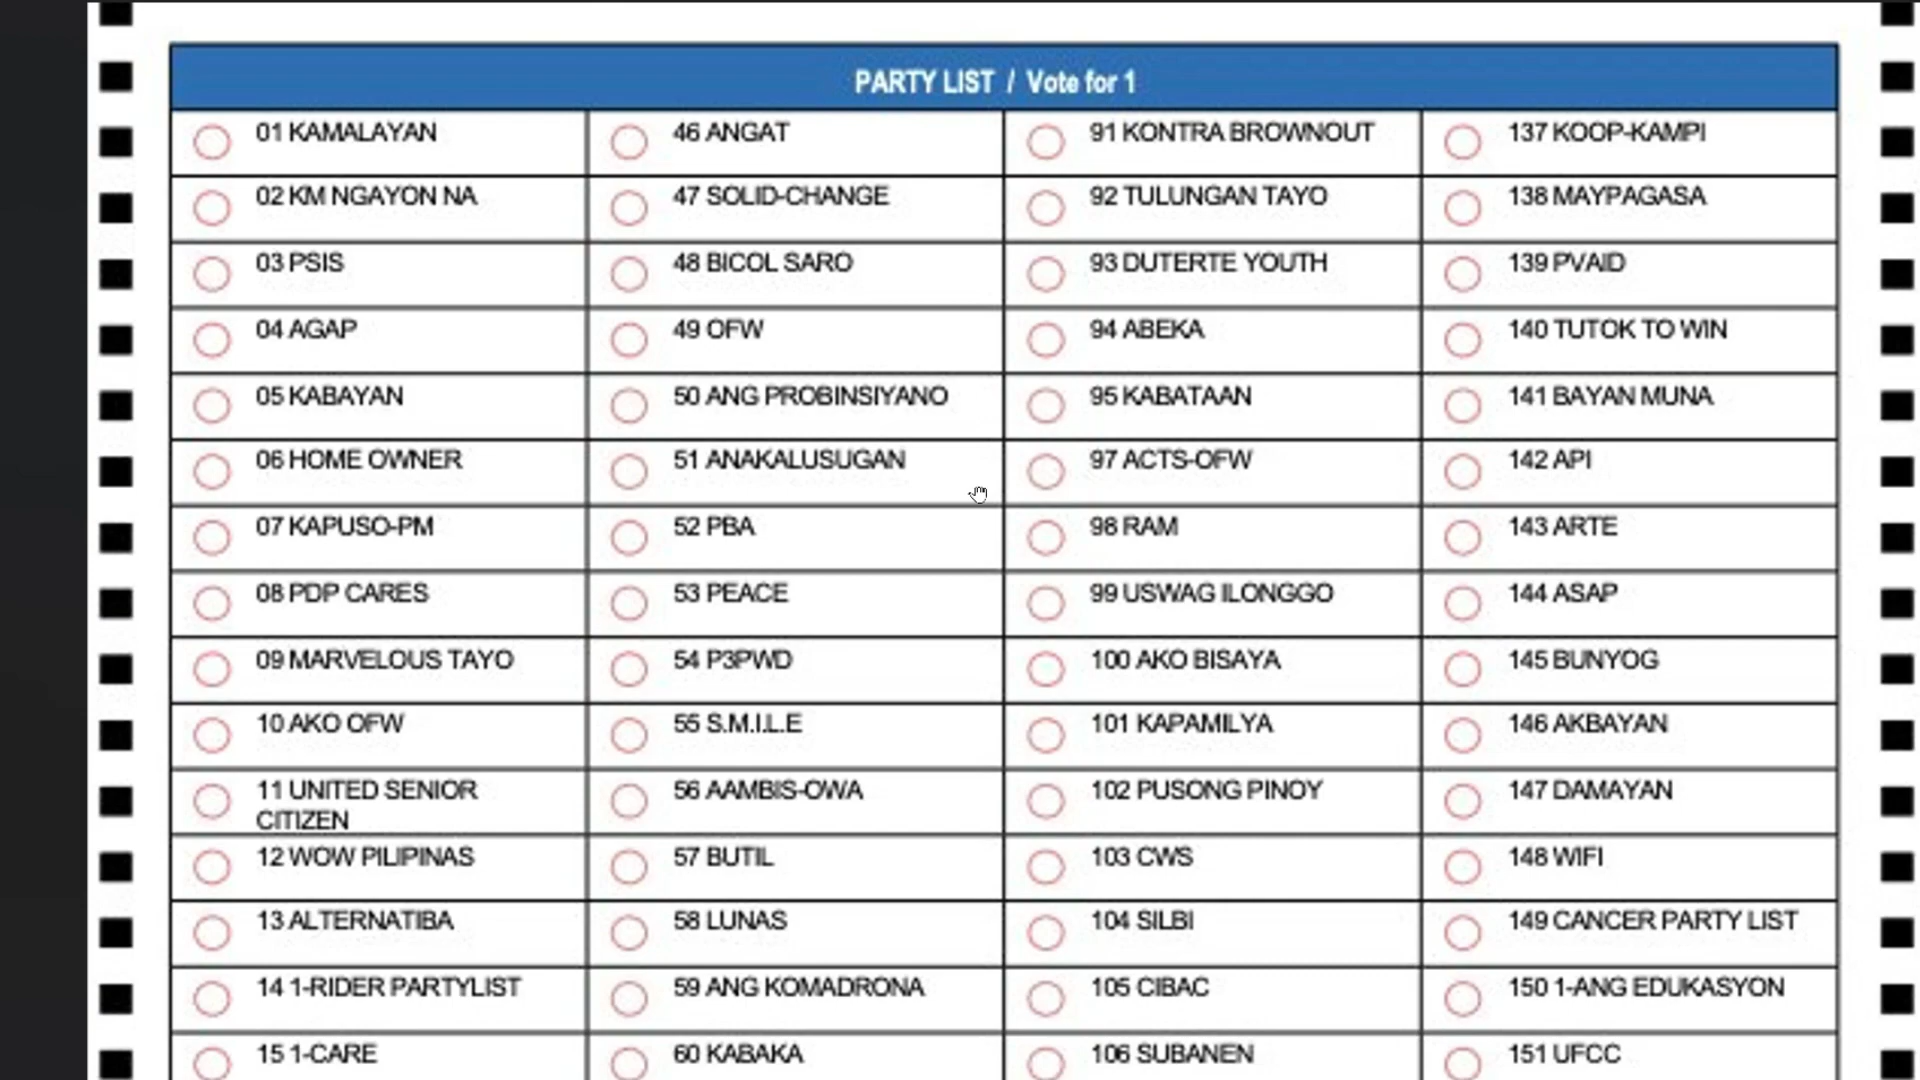 PARTY LIST / Vote for 1
01 KAMALAYAN
02 KM NGAYON NA
03 PSIS
04 AGAP
05 KABAYAN
06 HOME OWNER
07 KAPUSO-PM
08 PDP CARES
09 MARVELOUS TAYO
10 AKO OFW
11 UNITED SENIOR
CITIZEN
12 WOW PILIPINAS
13 ALTERNATIBA
14 1-RIDER PARTYLIST
15 1-CARE
46 ANGAT
47 SOLID-CHANGE
48 BICOL SARO
49 OFW
50 ANG PROBINSIYANO
51 ANAKALUSUGAN
52 PBA
53 PEACE
54 P3PWD
55 S.M.I.L.E
56 AAMBIS-OWA
57 BUTIL
58 LUNAS
59 ANG KOMADRONA
60 KABAKA
91 KONTRA BROWNOUT
92 TULUNGAN TAYO
93 DUTERTE YOUTH
94 ABEKA
95 KABATAAN
97 ACTS-OFW
98 RAM
99 USWAG ILONGGO
100 AKO BISAYA
101 KAPAMILYA
102 PUSONG PINOY
103 CWS
104 SILBI
105 CIBAC
106 SUBANEN
137 KOOP-KAMPI
138 MAYPAGASA
139 PVAID
140 TUTOK TO WIN
141 BAYAN MUNA
142 API
143 ARTE
144 ASAP
145 BUNYOG
146 AKBAYAN
147 DAMAYAN
148 WIFI
149 CANCER PARTY LIST
150 1-ANG EDUKASYON
151 UFCC